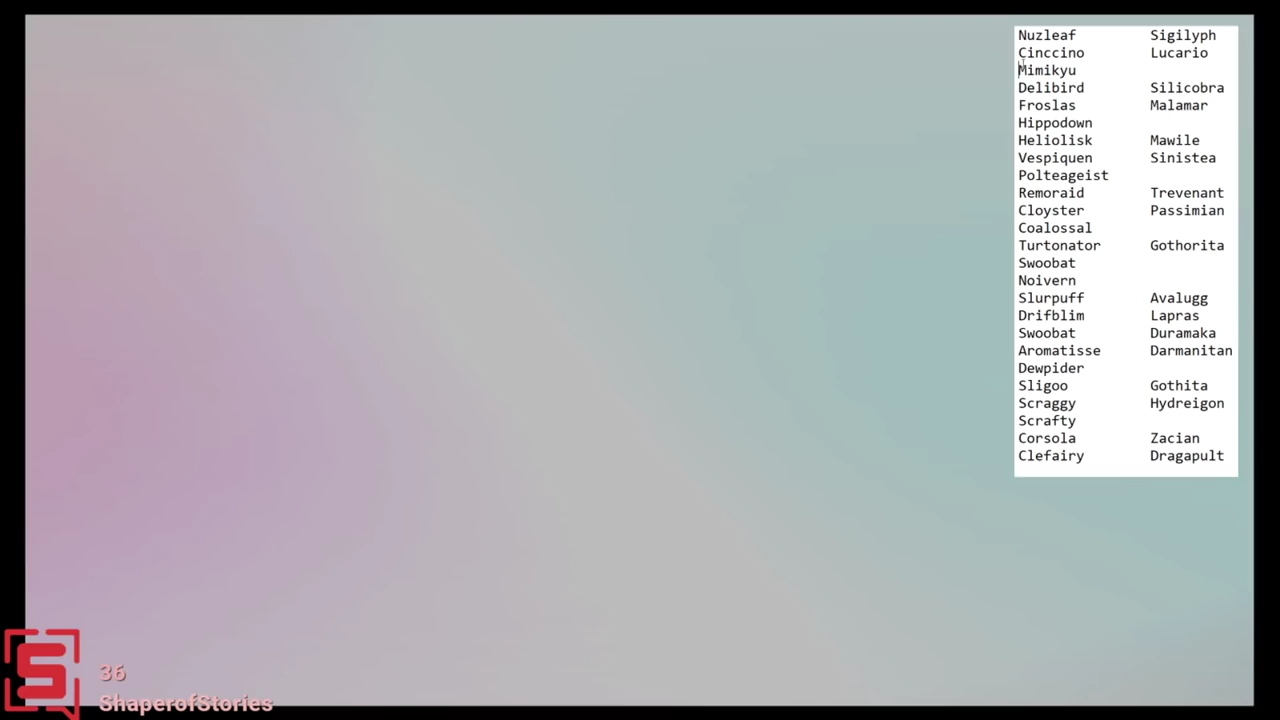 Nuzleaf Sigilyph
Cinccino Lucario
Mimikyu
Delibird Silicobra
Froslas Malamar
Hippodown
Heliolisk Mawile
Vespiquen Sinistea
Polteageist
Remoraid Trevenant
Cloyster Passimian
Coalossal
Turtonator Gothorita
Swoobat
Noivern
Slurpuff Avalugg
Drifblim Lapras
Swoobat Duramaka
Aromatisse Darmanitan
Dewpider
Sligoo Gothita
Scraggy Hydreigon
Scrafty
Corsola Zacian
Clefairy Dragapult
S
36
ShaperofStories